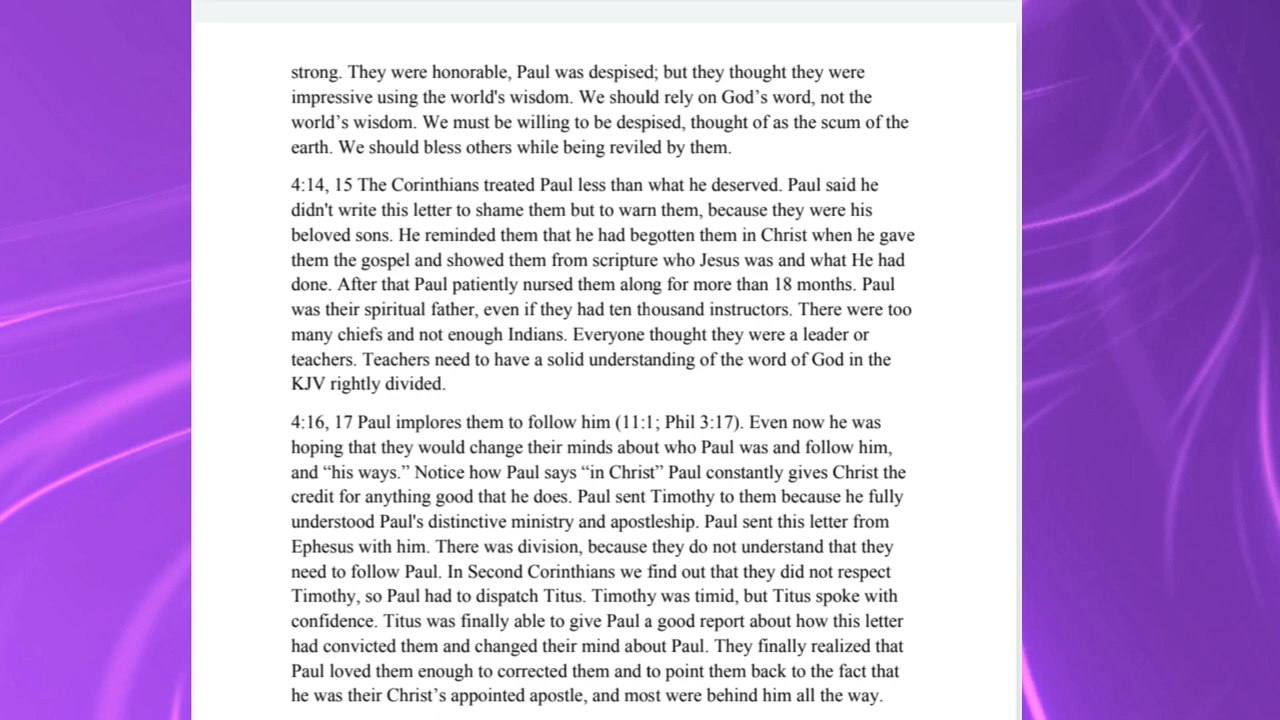 strong. They were honorable, Paul was despised; but they thought they were
impressive using the world's wisdom. We should rely on God’s word, not the
world’s wisdom. We must be willing to be despised, thought of as the scum of the
earth. We should bless others while being reviled by them.
4:14, 15 The Corinthians treated Paul less than what he deserved. Paul said he
didn't write this letter to shame them but to warn them, because they were his
beloved sons. He reminded them that he had begotten them in Christ when he gave
them the gospel and showed them from scripture who Jesus was and what He had
done. After that Paul patiently nursed them along for more than 18 months. Paul
was their spiritual father, even if they had ten thousand instructors. There were too
many chiefs and not enough Indians. Everyone thought they were a leader or
teachers. Teachers need to have a solid understanding of the word of God in the
KJV rightly divided.
4:16, 17 Paul implores them to follow him (11:1; Phil 3:17). Even now he was
hoping that they would change their minds about who Paul was and follow him,
and “his ways.” Notice how Paul says “in Christ” Paul constantly gives Christ the
credit for anything good that he does. Paul sent Timothy to them because he fully
understood Paul's distinctive ministry and apostleship. Paul sent this letter from
Ephesus with him. There was division, because they do not understand that they
need to follow Paul. In Second Corinthians we find out that they did not respect
Timothy, so Paul had to dispatch Titus. Timothy was timid, but Titus spoke with
confidence. Titus was finally able to give Paul a good report about how this letter
had convicted them and changed their mind about Paul. They finally realized that
Paul loved them enough to corrected them and to point them back to the fact that
he was their Christ’s appointed apostle, and most were behind him all the way.